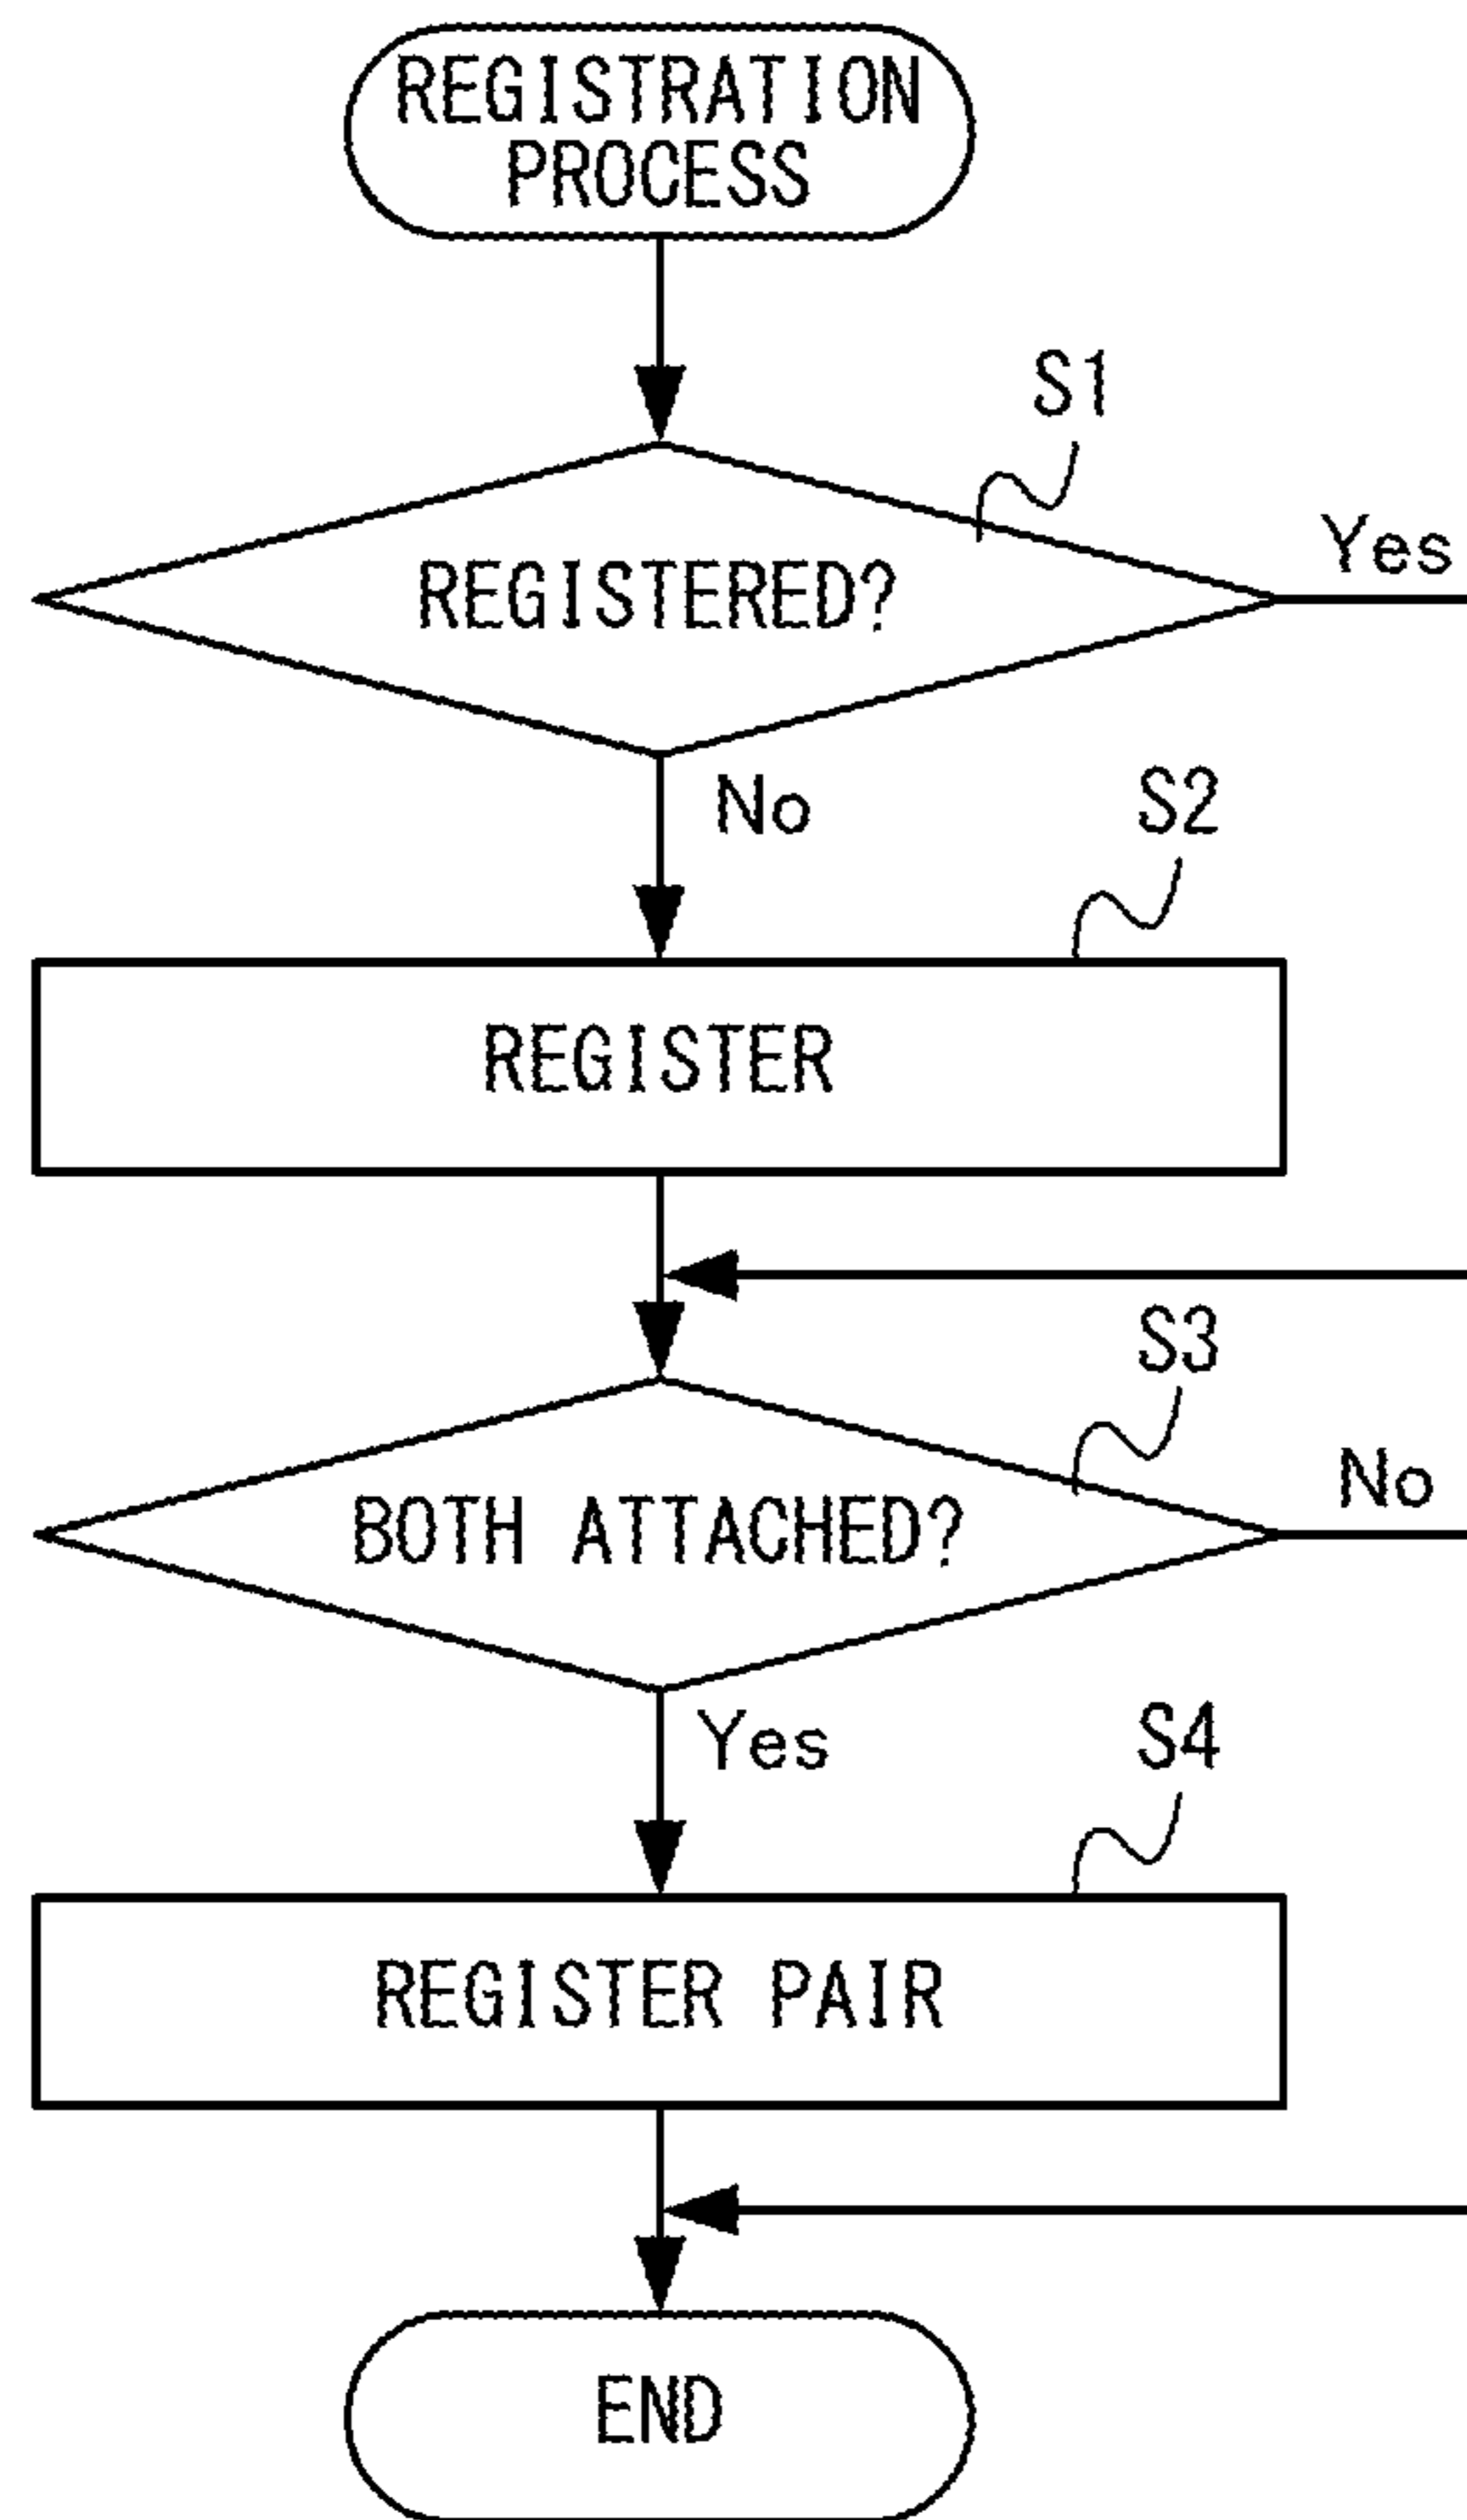 REGISTRATION
PROCESS
S1
Yes
REGISTERED?
No
S2
REGISTER
S3
No
BOTH ATTACHED?
Yes
S4
REGISTER PAIR
END